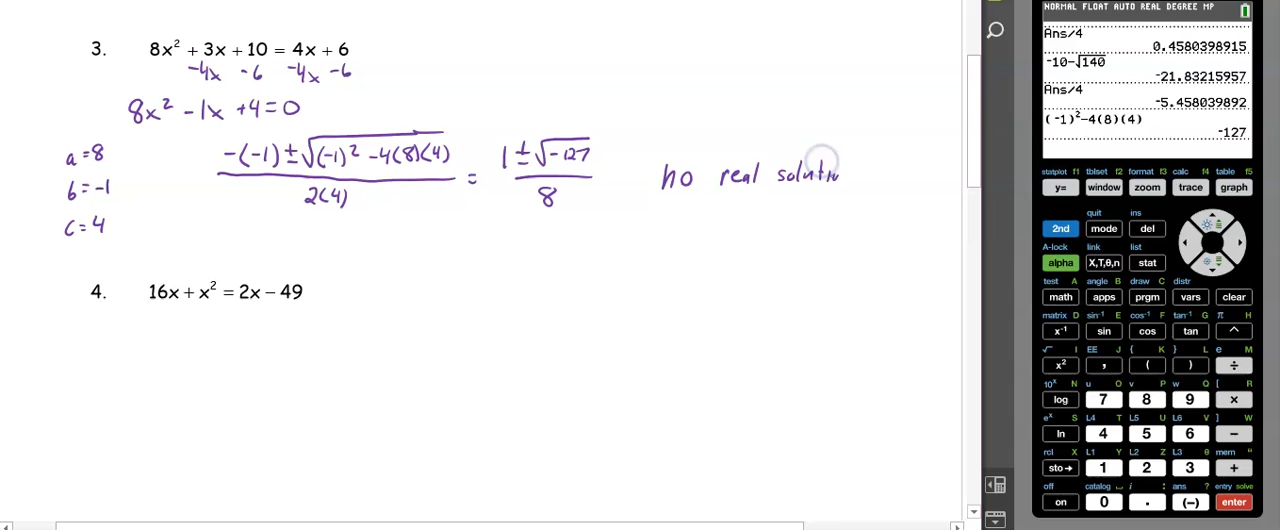 3. 8x² + 3x + 10 = 4x + 6
-4x -6 -4x -6
8x² -1x +4=0
a=8
b=-1
c=4
-(-1) ± √(-1)² -4(8)(4)
2(4)
=
1 ± √-127
8
no real solutio
4. 16x + x² = 2x − 49
NORMAL FLOAT AUTO REAL DEGREE MP
Ans/4
0.4580398915
-10-√140
-21.83215957
Ans/4
-5.458039892
(-1)²-4(8)(4)
-127
statplot f1 tblset f2 format f3 calc f4 table f5
y= window zoom trace graph
quit ins
2nd mode del
A-lock link list
alpha X,T,θ,n stat
test A angle B draw C distr
math apps prgm vars clear
matrix D sin⁻¹ E cos⁻¹ F tan⁻¹ G π H
x⁻¹ sin cos tan ^
√ I EE J { K } L e M
x² , ( ) ÷
10ˣ N u O v P w Q [ R
log 7 8 9 ×
eˣ S L4 T L5 U L6 V ] W
ln 4 5 6 −
rcl X L1 Y L2 Z L3 θ mem "
sto→ 1 2 3 +
off catalog i : ans ? entry solve
on 0 . (-) enter